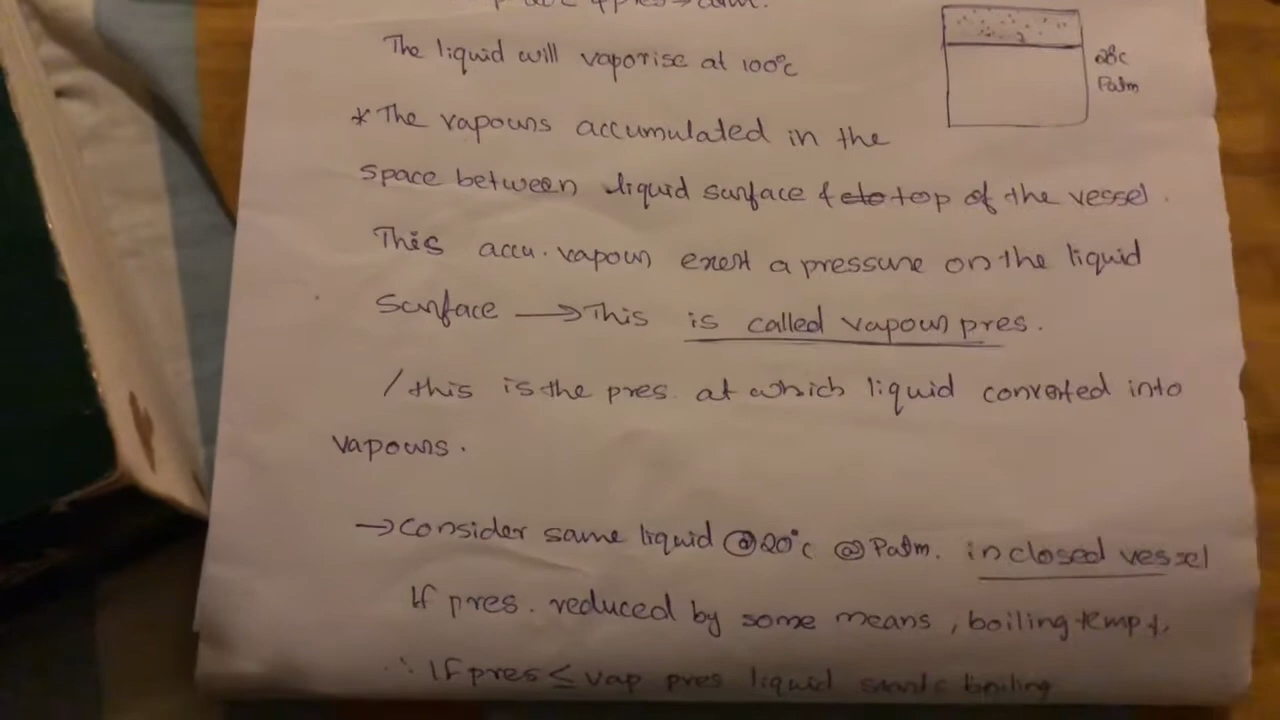 The liquid will vaporise at 100°c
20°c
Patm
* The vapours accumulated in the
space between liquid surface & top of the vessel.
This accu. vapour exert a pressure on the liquid
surface → This is called vapour pres.
/ this is the pres. at which liquid converted into
vapours.
→ Consider same liquid @20°c @ Patm. in closed vessel
If pres. reduced by some means, boiling temp ↓.
∴ If pres ≤ vap pres liquid starts boiling